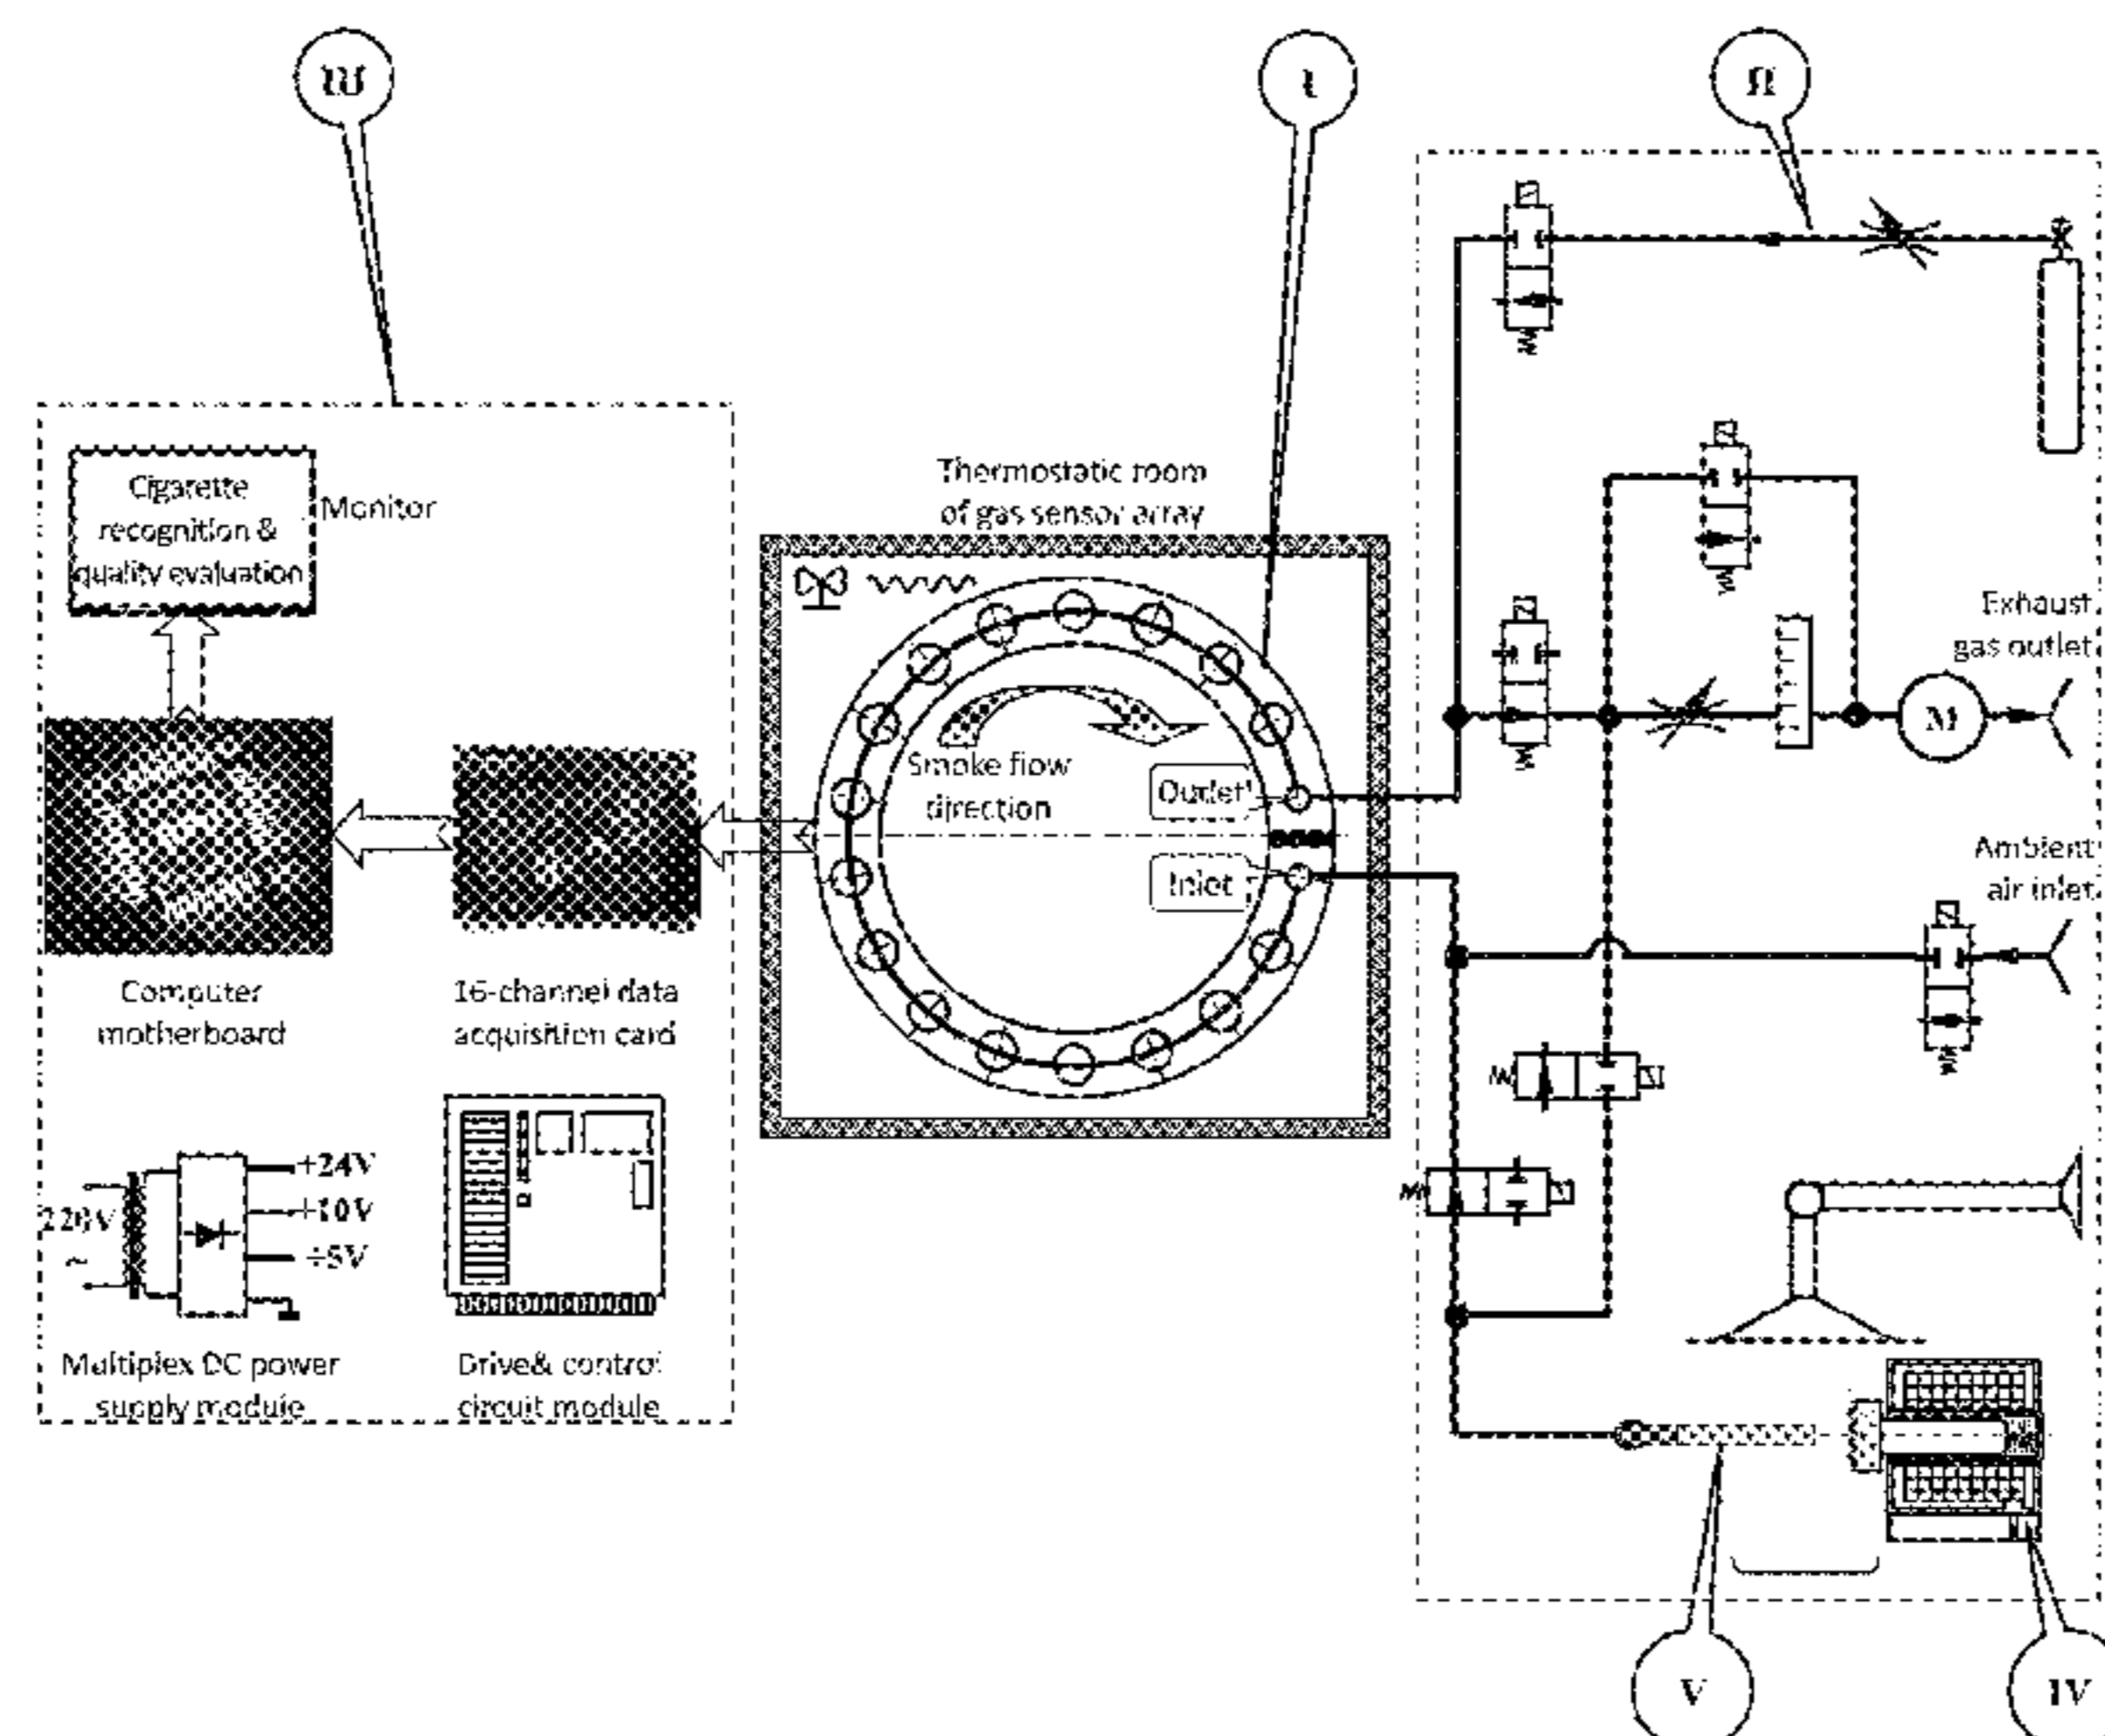 III
I
II
Cigarette
recognition &
quality evaluation
Monitor
Thermostatic room
of gas sensor array
Exhaust
gas outlet
M
Smoke flow
direction
Outlet
Inlet
Ambient
air inlet
Computer
motherboard
16-channel data
acquisition card
220V
~
+24V
+10V
+5V
Multiplex DC power
supply module
Drive& control
circuit module
V
IV